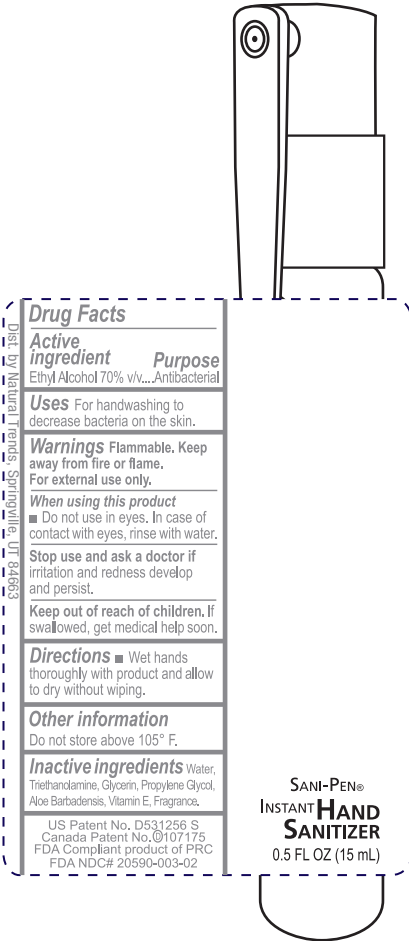 Drug Facts
Active
ingredient Purpose
Ethyl Alcohol 70% v/v....Antibacterial
Uses For handwashing to
decrease bacteria on the skin.
Warnings Flammable. Keep
away from fire or flame.
For external use only.
When using this product
■ Do not use in eyes. In case of
contact with eyes, rinse with water.
Stop use and ask a doctor if
irritation and redness develop
and persist.
Keep out of reach of children. If
swallowed, get medical help soon.
Directions ■ Wet hands
thoroughly with product and allow
to dry without wiping.
Other information
Do not store above 105° F.
Inactive ingredients Water,
Triethanolamine, Glycerin, Propylene Glycol,
Aloe Barbadensis, Vitamin E, Fragrance.
US Patent No. D531256 S
Canada Patent No.Ⓓ107175
FDA Compliant product of PRC
FDA NDC# 20590-003-02
Dist. by Natural Trends, Springville, UT 84663
SANI-PEN®
INSTANT HAND
SANITIZER
0.5 FL OZ (15 mL)